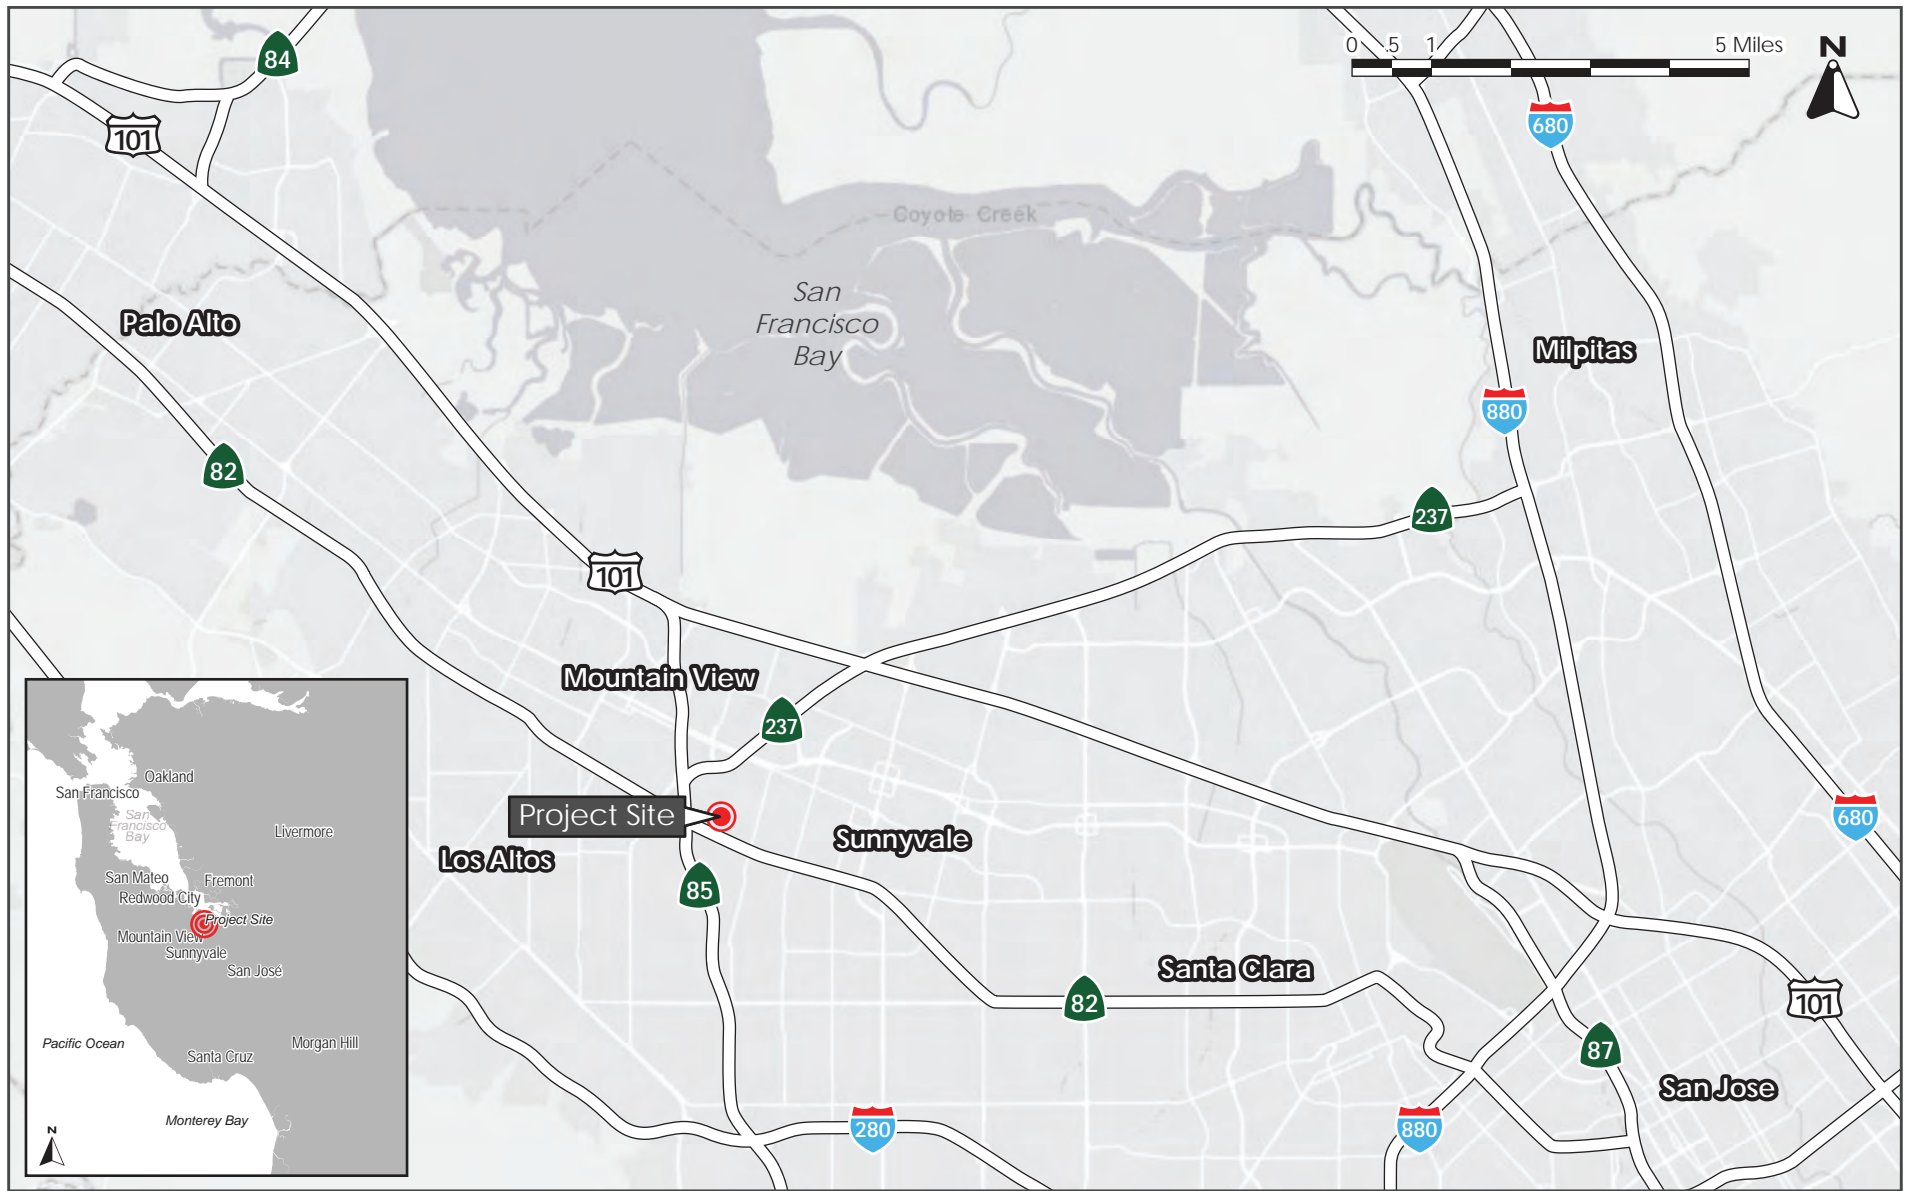 84
0 .5 1 5 Miles
N
101
680
Coyote Creek
San
Francisco
Bay
Palo Alto
Milpitas
880
82
237
101
Mountain View
237
Project Site
Sunnyvale
680
Los Altos
85
Santa Clara
82
101
87
San Jose
280
880
Oakland
San Francisco
San
Francisco
Bay
Livermore
San Mateo
Fremont
Redwood City
Project Site
Mountain View
Sunnyvale
San José
Pacific Ocean
Morgan Hill
Santa Cruz
Monterey Bay
N